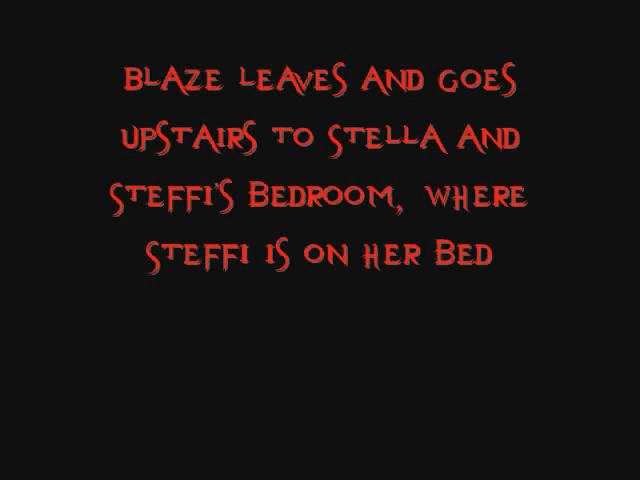 BLAZE LEAVES AND GOES
UPSTAIRS TO STELLA AND
STEFFI'S BEDROOM, WHERE
STEFFI IS ON HER BED